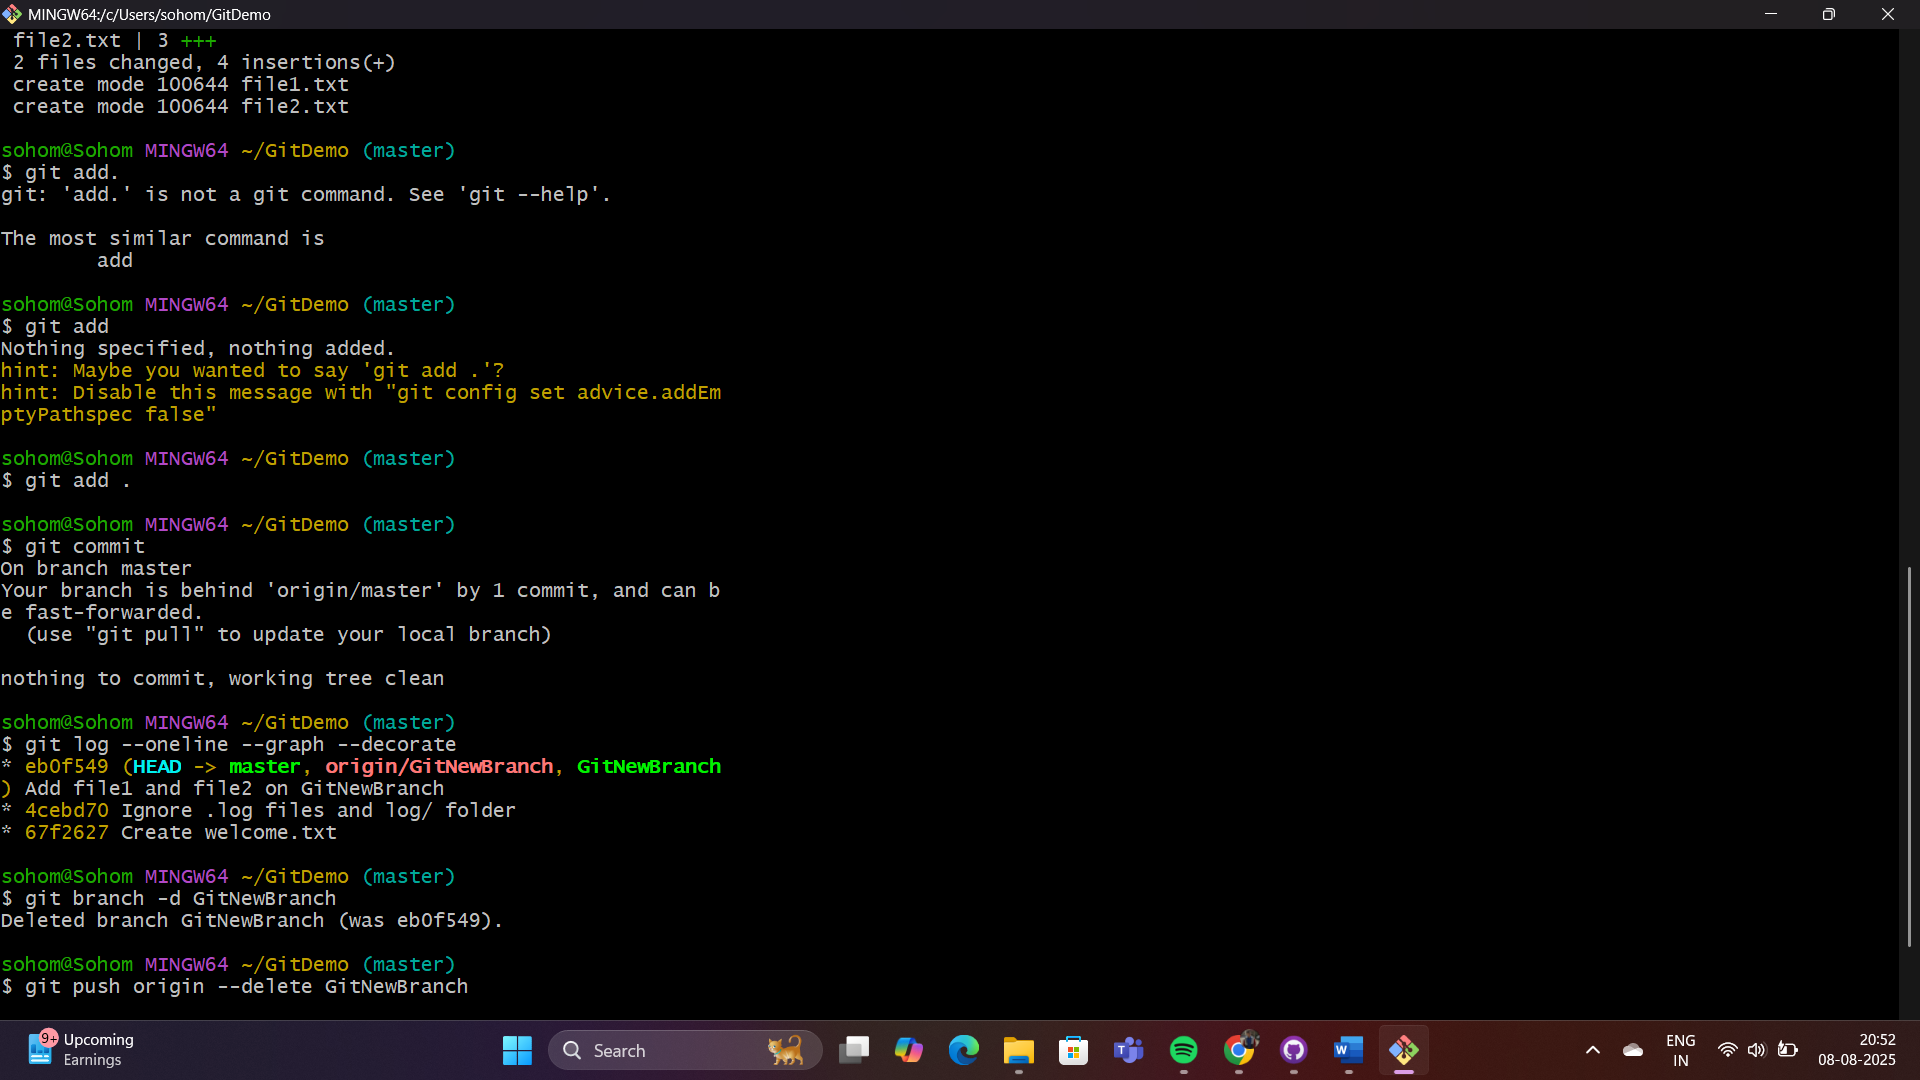 MINGW64:/c/Users/sohom/GitDemo
file2.txt | 3 +++
2 files changed, 4 insertions(+)
create mode 100644 file1.txt
create mode 100644 file2.txt
sohom@Sohom MINGW64 ~/GitDemo (master)
$ git add.
git: 'add.' is not a git command. See 'git --help'.
The most similar command is
add
sohom@Sohom MINGW64 ~/GitDemo (master)
$ git add
Nothing specified, nothing added.
hint: Maybe you wanted to say 'git add .'?
hint: Disable this message with "git config set advice.addEm
ptyPathspec false"
sohom@Sohom MINGW64 ~/GitDemo (master)
$ git add .
sohom@Sohom MINGW64 ~/GitDemo (master)
$ git commit
On branch master
Your branch is behind 'origin/master' by 1 commit, and can b
e fast-forwarded.
(use "git pull" to update your local branch)
nothing to commit, working tree clean
sohom@Sohom MINGW64 ~/GitDemo (master)
$ git log --oneline --graph --decorate
* eb0f549 (HEAD -> master, origin/GitNewBranch, GitNewBranch
) Add file1 and file2 on GitNewBranch
* 4cebd70 Ignore .log files and log/ folder
* 67f2627 Create welcome.txt
sohom@Sohom MINGW64 ~/GitDemo (master)
$ git branch -d GitNewBranch
Deleted branch GitNewBranch (was eb0f549).
sohom@Sohom MINGW64 ~/GitDemo (master)
$ git push origin --delete GitNewBranch
9+
Upcoming
Earnings
Search
ENG
IN
20:52
08-08-2025